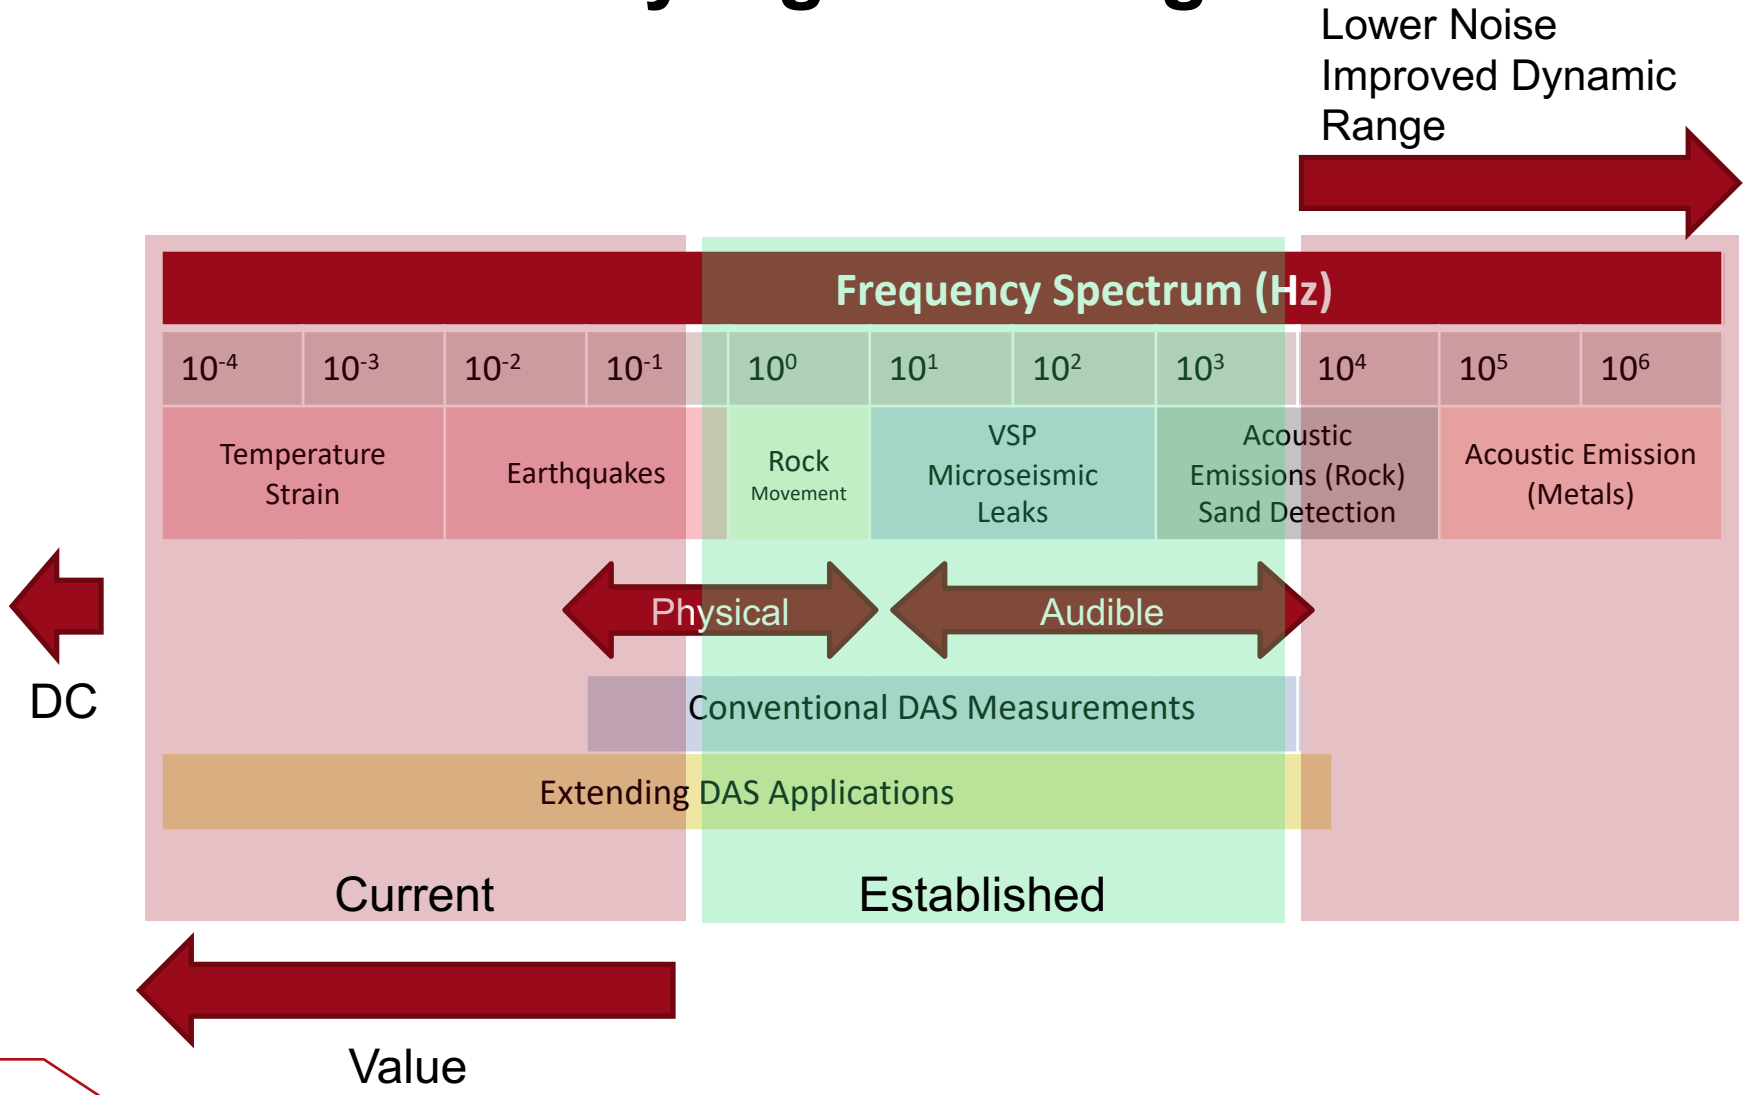 Lower Noise
Improved Dynamic
Range
Frequency Spectrum (Hz)
10⁻⁴ 10⁻³ 10⁻² 10⁻¹ 10⁰ 10¹ 10² 10³ 10⁴ 10⁵ 10⁶
Temperature
Strain
Earthquakes
Rock
Movement
VSP
Microseismic
Leaks
Acoustic
Emissions (Rock)
Sand Detection
Acoustic Emission
(Metals)
Physical
Audible
DC
Conventional DAS Measurements
Extending DAS Applications
Current
Established
Value